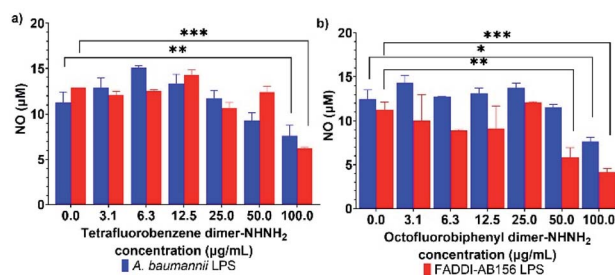 a)
***
**
NO (µM)
20
15
10
5
0
0.0 3.1 6.3 12.5 25.0 50.0 100.0
Tetrafluorobenzene dimer-NHNH₂
concentration (µg/mL)
A. baumannii LPS
b)
***
*
**
NO (µM)
20
15
10
5
0
0.0 3.1 6.3 12.5 25.0 50.0 100.0
Octofluorobiphenyl dimer-NHNH₂
concentration (µg/mL)
FADDI-AB156 LPS